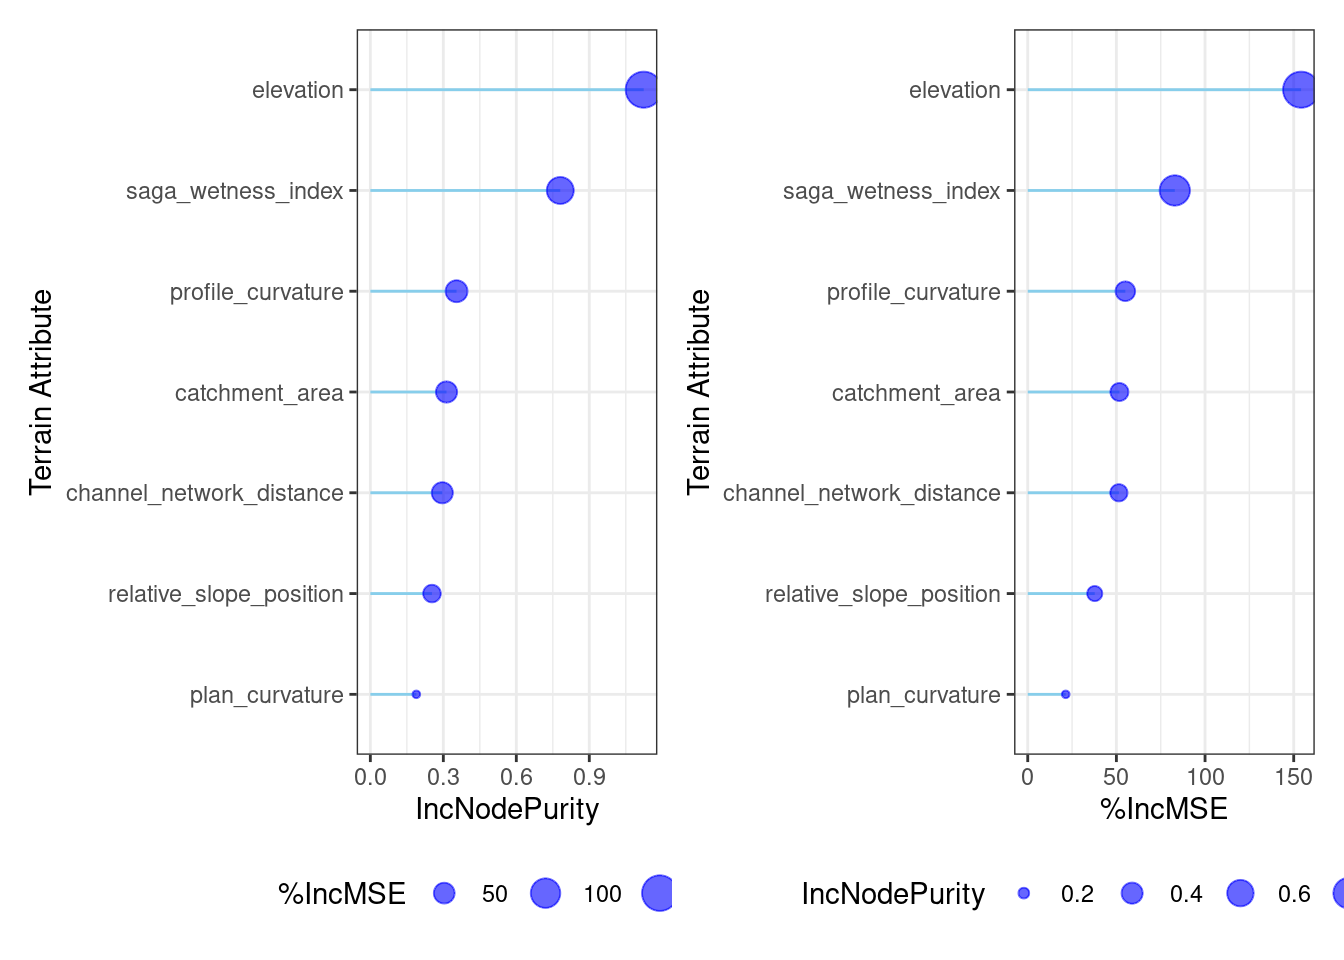 Terrain Attribute
elevation
saga_wetness_index
profile_curvature
catchment_area
channel_network_distance
relative_slope_position
plan_curvature
0.0 0.3 0.6 0.9
IncNodePurity
%IncMSE 50 100
Terrain Attribute
elevation
saga_wetness_index
profile_curvature
catchment_area
channel_network_distance
relative_slope_position
plan_curvature
0 50 100 150
%IncMSE
IncNodePurity 0.2 0.4 0.6